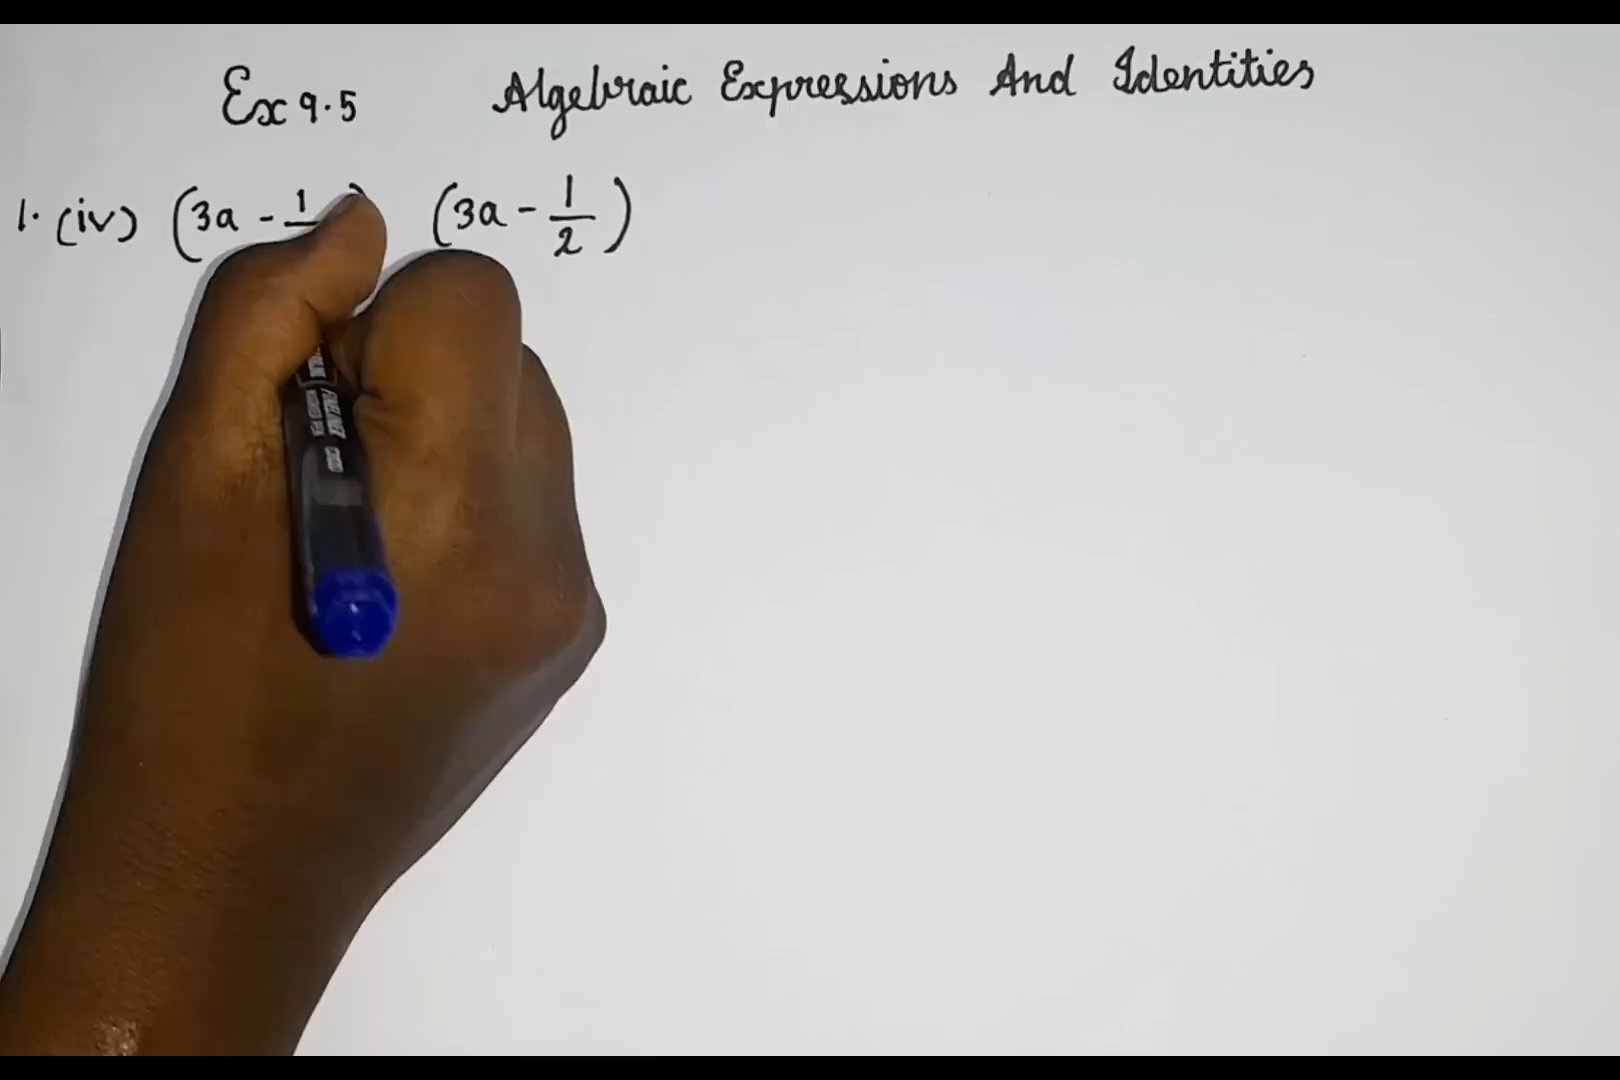 Ex 9.5 Algebraic Expressions And Identities
1. (iv) (3a - 1/ ) (3a - 1/2)